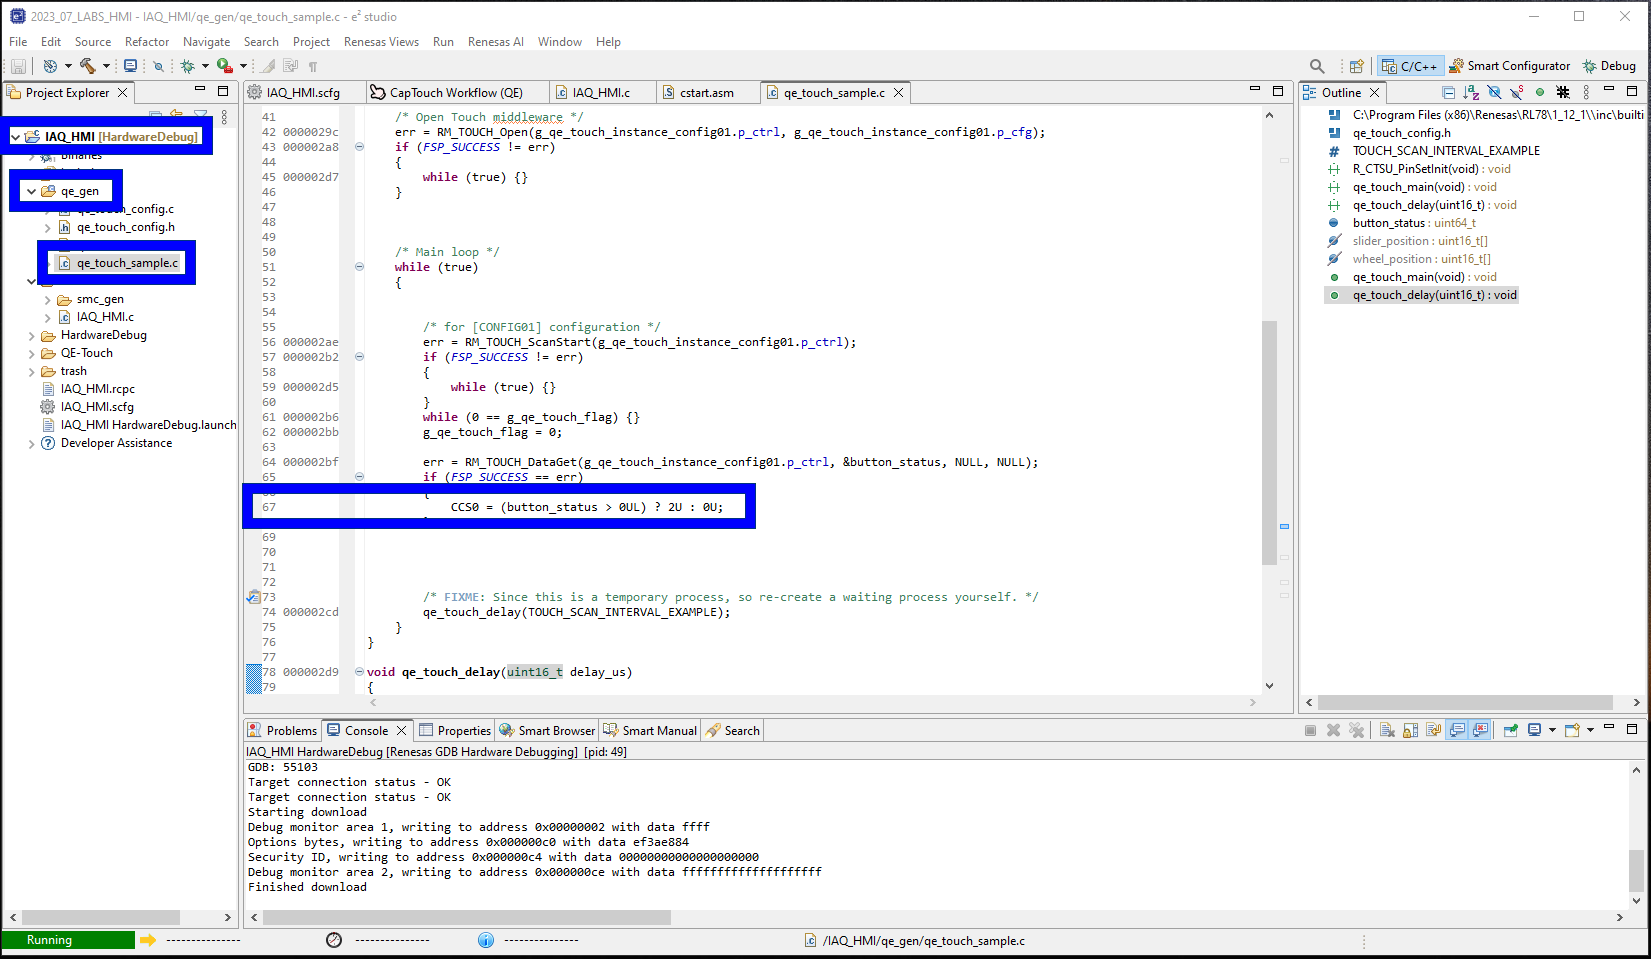 2023_07_LABS_HMI - IAQ_HMI/qe_gen/qe_touch_sample.c - e² studio
File Edit Source Refactor Navigate Search Project Renesas Views Run Renesas AI Window Help
C/C++ Smart Configurator Debug
Project Explorer
IAQ_HMI [HardwareDebug]
Binaries
qe_gen
qe_touch_config.c
qe_touch_config.h
qe_touch_sample.c
smc_gen
IAQ_HMI.c
HardwareDebug
QE-Touch
trash
IAQ_HMI.rcpc
IAQ_HMI.scfg
IAQ_HMI HardwareDebug.launch
Developer Assistance
IAQ_HMI.scfg CapTouch Workflow (QE) IAQ_HMI.c cstart.asm qe_touch_sample.c
41 /* Open Touch middleware */
42 0000029c err = RM_TOUCH_Open(g_qe_touch_instance_config01.p_ctrl, g_qe_touch_instance_config01.p_cfg);
43 000002a8 if (FSP_SUCCESS != err)
44 {
45 000002d7 while (true) {}
46 }
47
48
49
50 /* Main loop */
51 while (true)
52 {
53
54
55 /* for [CONFIG01] configuration */
56 000002ae err = RM_TOUCH_ScanStart(g_qe_touch_instance_config01.p_ctrl);
57 000002b2 if (FSP_SUCCESS != err)
58 {
59 000002d5 while (true) {}
60 }
61 000002b6 while (0 == g_qe_touch_flag) {}
62 000002bb g_qe_touch_flag = 0;
63
64 000002bf err = RM_TOUCH_DataGet(g_qe_touch_instance_config01.p_ctrl, &button_status, NULL, NULL);
65 if (FSP_SUCCESS == err)
{
67 CCS0 = (button_status > 0UL) ? 2U : 0U;
69
70
71
72
73 /* FIXME: Since this is a temporary process, so re-create a waiting process yourself. */
74 000002cd qe_touch_delay(TOUCH_SCAN_INTERVAL_EXAMPLE);
75 }
76 }
77
78 000002d9 void qe_touch_delay(uint16_t delay_us)
79 {
Outline
C:\Program Files (x86)\Renesas\RL78\1_12_1\\inc\builti
qe_touch_config.h
TOUCH_SCAN_INTERVAL_EXAMPLE
R_CTSU_PinSetInit(void) : void
qe_touch_main(void) : void
qe_touch_delay(uint16_t) : void
button_status : uint64_t
slider_position : uint16_t[]
wheel_position : uint16_t[]
qe_touch_main(void) : void
qe_touch_delay(uint16_t) : void
Problems Console Properties Smart Browser Smart Manual Search
IAQ_HMI HardwareDebug [Renesas GDB Hardware Debugging] [pid: 49]
GDB: 55103
Target connection status - OK
Target connection status - OK
Starting download
Debug monitor area 1, writing to address 0x00000002 with data ffff
Options bytes, writing to address 0x000000c0 with data ef3ae884
Security ID, writing to address 0x000000c4 with data 00000000000000000000
Debug monitor area 2, writing to address 0x000000ce with data ffffffffffffffffffff
Finished download
Running --------------- --------------- --------------- /IAQ_HMI/qe_gen/qe_touch_sample.c